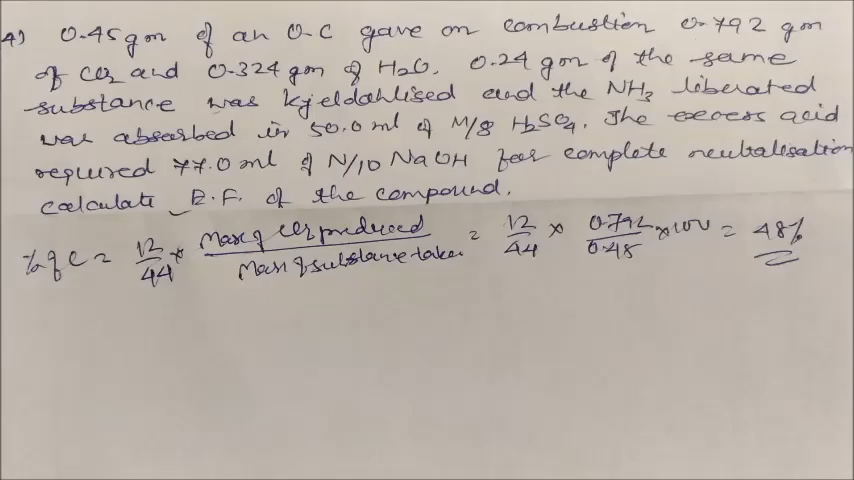 4) 0.45 gm of an O-C gave on combustion 0.792 gm
of CO2 and 0.324 gm of H2O. 0.24 gm of the same
substance was kjeldahlised and the NH3 liberated
was absorbed in 50.0 ml of M/8 H2SO4. The excess acid
required 77.0 ml of N/10 NaOH for complete neutralisation
calculate E.F. of the compound.
% of C = 12/44 × Mass of CO2 produced / Mass of substance taken = 12/44 × 0.792/0.45 × 100 = 48%